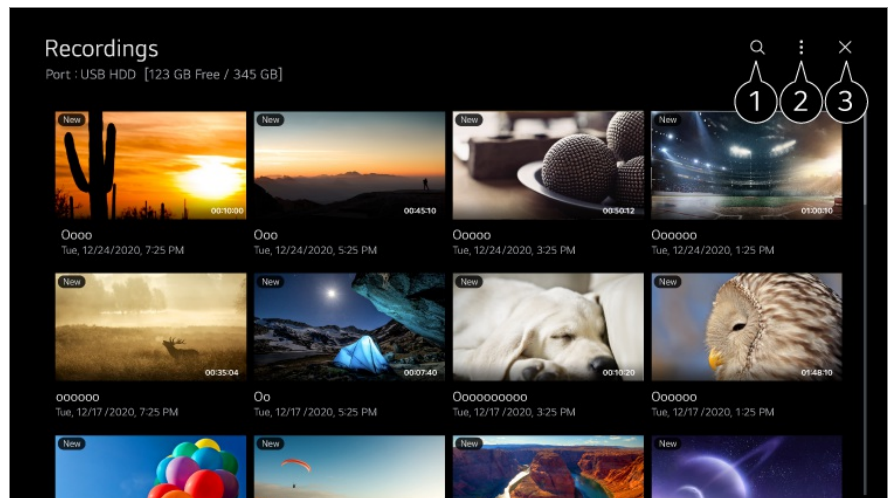 Recordings
Port : USB HDD [123 GB Free / 345 GB]
1 2 3
New New New New
00:10:00 00:45:10 00:50:12 01:00:10
Oooo Ooo Ooooo Oooooo
Tue, 12/24/2020, 7:25 PM Tue, 12/24/2020, 5:25 PM Tue, 12/24/2020, 3:25 PM Tue, 12/24/2020, 1:25 PM
New New New New
00:35:04 00:07:40 00:10:20 01:48:10
oooooo Oo Oooooooooo Oooooo
Tue, 12/17/2020, 7:25 PM Tue, 12/17/2020, 5:25 PM Tue, 12/17/2020, 3:25 PM Tue, 12/17/2020, 1:25 PM
New New New New